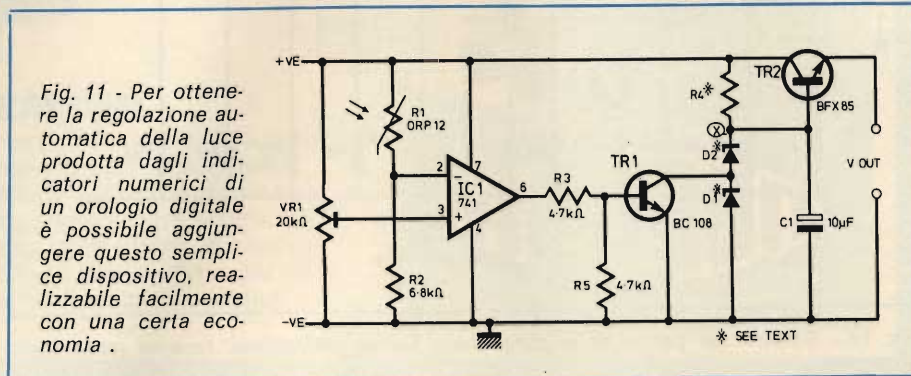 Fig. 11 - Per ottene-
re la regolazione au-
tomatica della luce
prodotta dagli indi-
catori numerici di
un orologio digitale
è possibile aggiun-
gere questo sempli-
ce dispositivo, rea-
lizzabile facilmente
con una certa eco-
nomia .
+VE
R1
ORP 12
VR1
20kΩ
R2
6.8kΩ
-VE
2
-
3
+
7
IC1
741
4
6
R3
4.7kΩ
R5
4.7kΩ
TR1
BC 108
R4*
X
D2*
D1*
TR2
BFX 85
C1
10µF
V OUT
* SEE TEXT